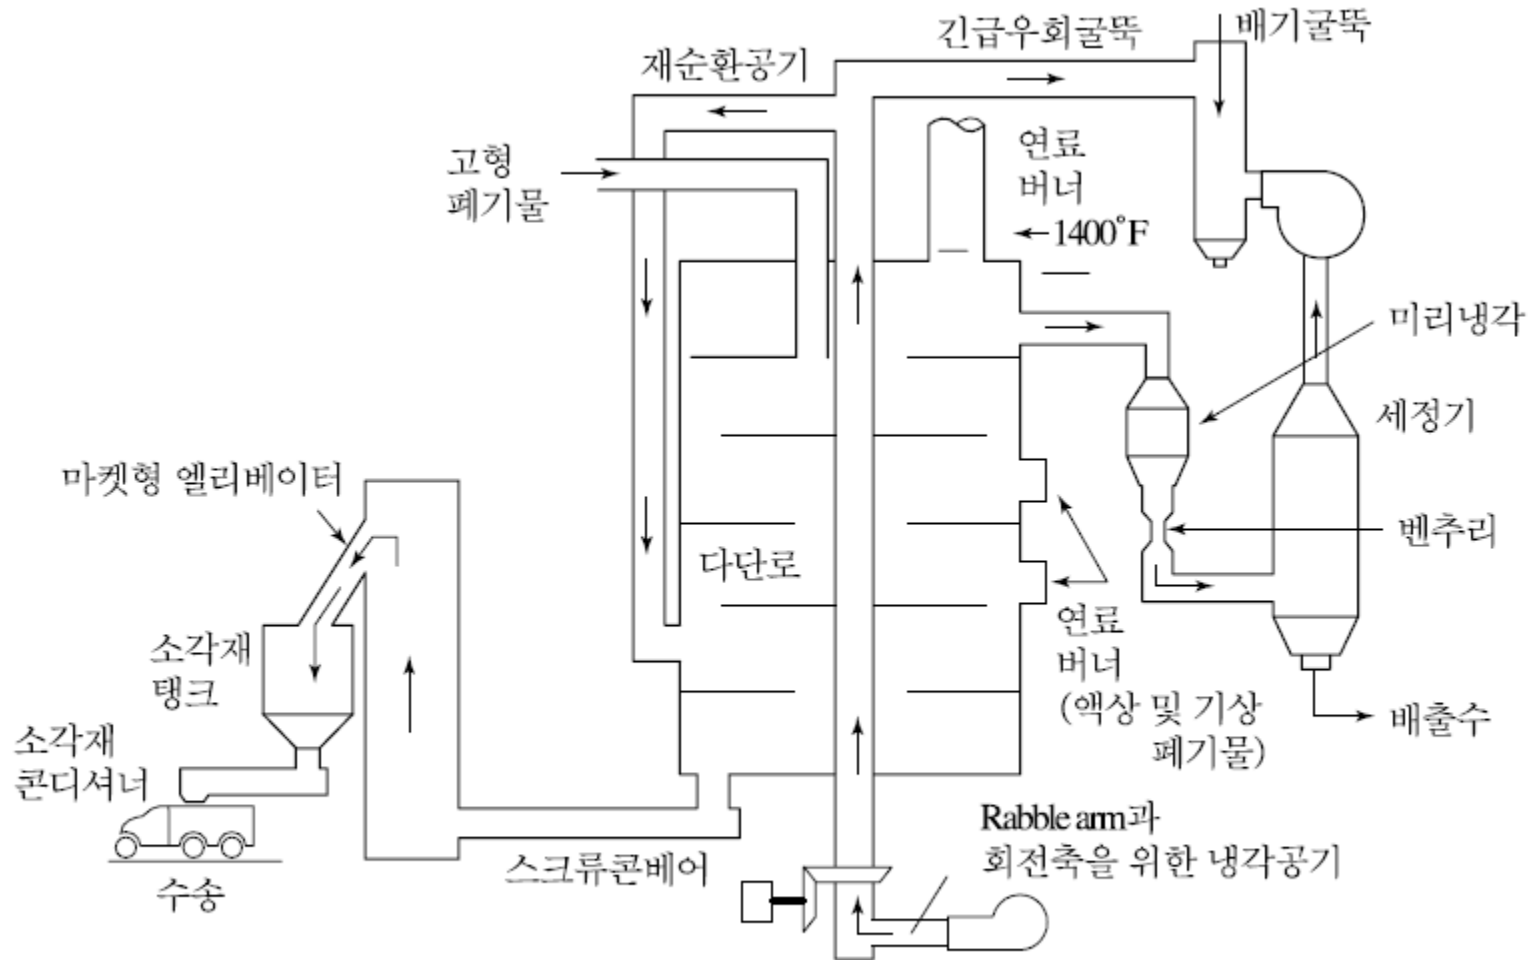 긴급우회굴뚝
배기굴뚝
재순환공기
연료
버너
고형
폐기물
1400°F
미리냉각
세정기
마켓형 엘리베이터
벤추리
다단로
연료
버너
(액상 및 기상
폐기물)
소각재
탱크
배출수
소각재
콘디셔너
Rabble arm과
회전축을 위한 냉각공기
스크류콘베어
수송